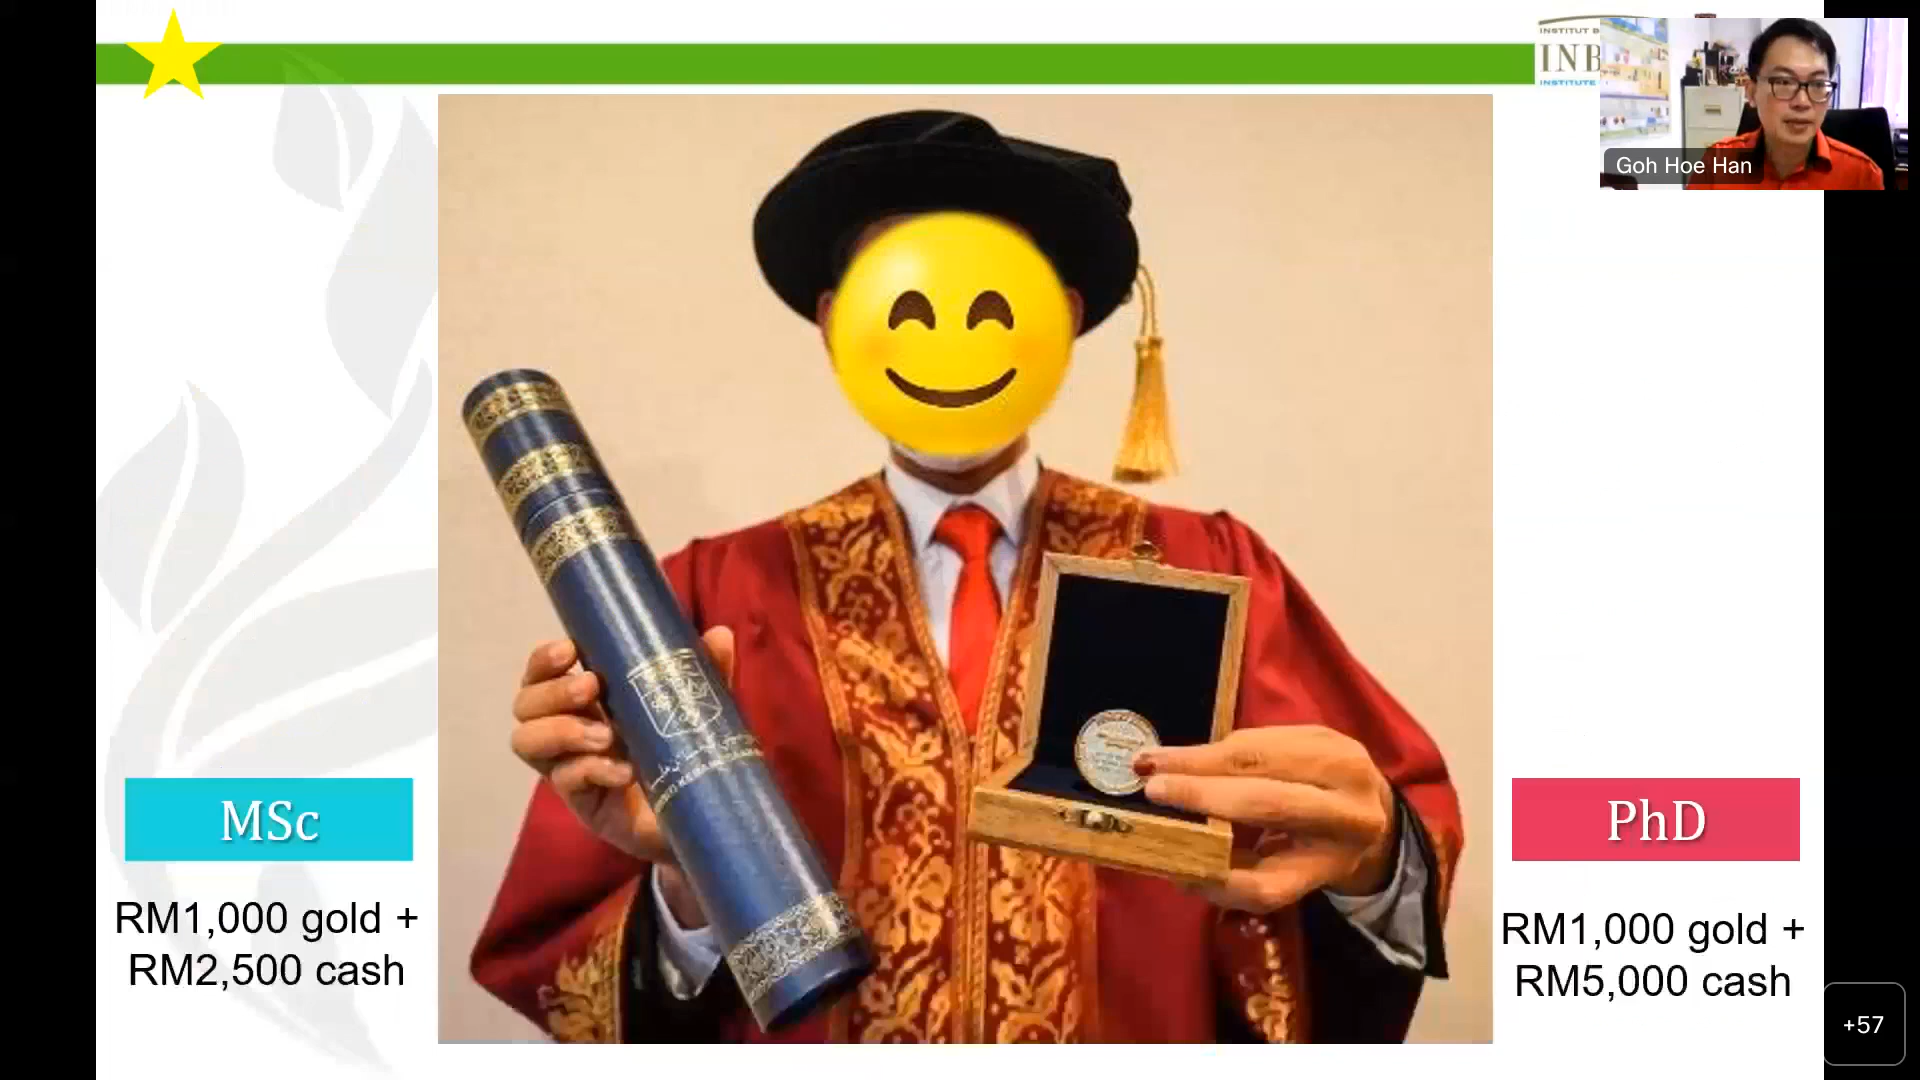 INSTITUT B
INB
INSTITUTE
Goh Hoe Han
MSc
RM1,000 gold +
RM2,500 cash
PhD
RM1,000 gold +
RM5,000 cash
+57